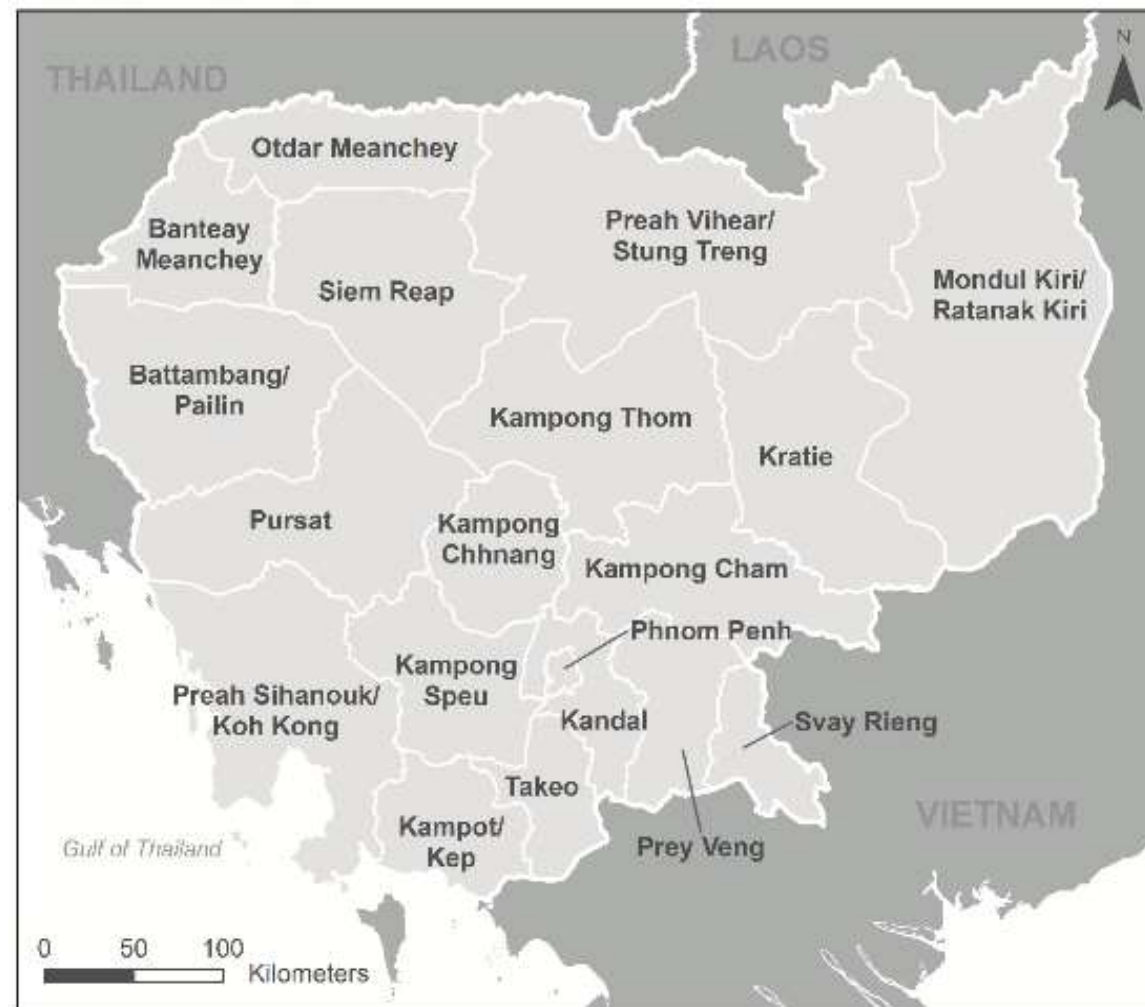 THAILAND
LAOS
N
Otdar Meanchey
Banteay
Meanchey
Preah Vihear/
Stung Treng
Siem Reap
Mondul Kiri/
Ratanak Kiri
Battambang/
Pailin
Kampong Thom
Kratie
Pursat
Kampong
Chhnang
Kampong Cham
Phnom Penh
Kampong
Speu
Preah Sihanouk/
Koh Kong
Kandal
Svay Rieng
Takeo
Kampot/
Kep
Prey Veng
VIETNAM
Gulf of Thailand
0 50 100
Kilometers